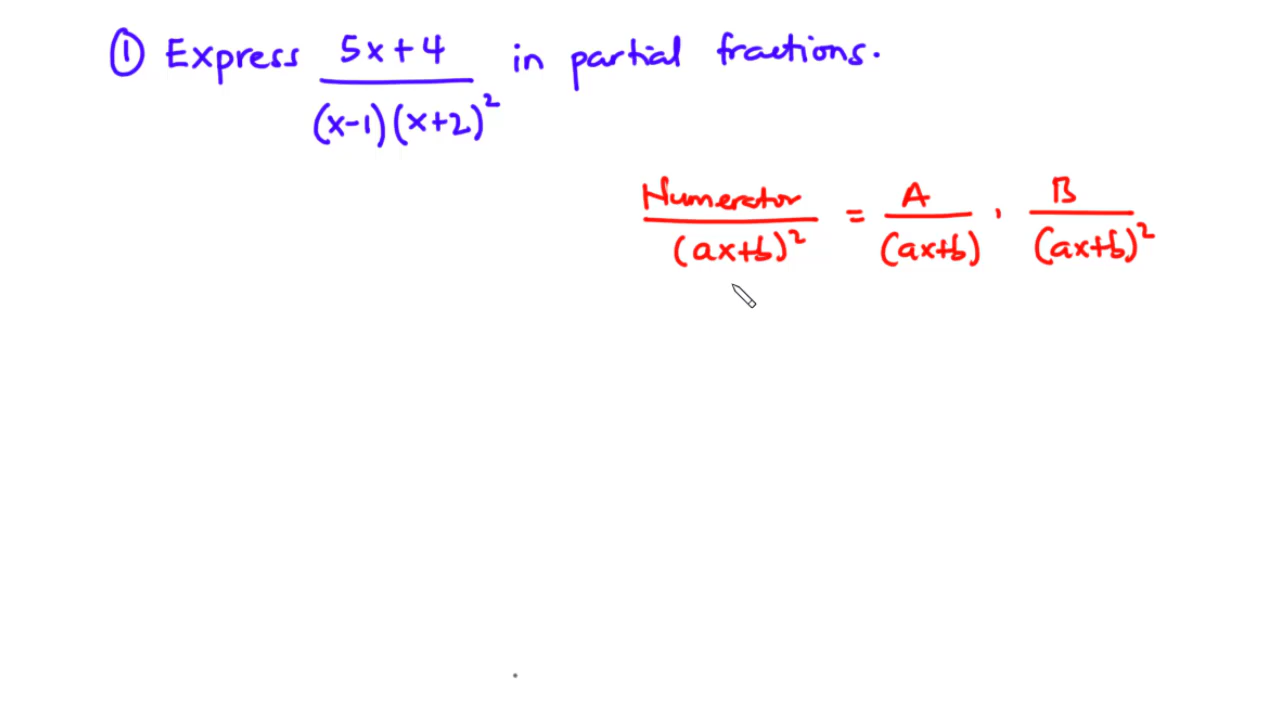 ① Express (5x+4)/((x-1)(x+2)²) in partial fractions.
Numerator/(ax+b)² = A/(ax+b) · B/(ax+b)²